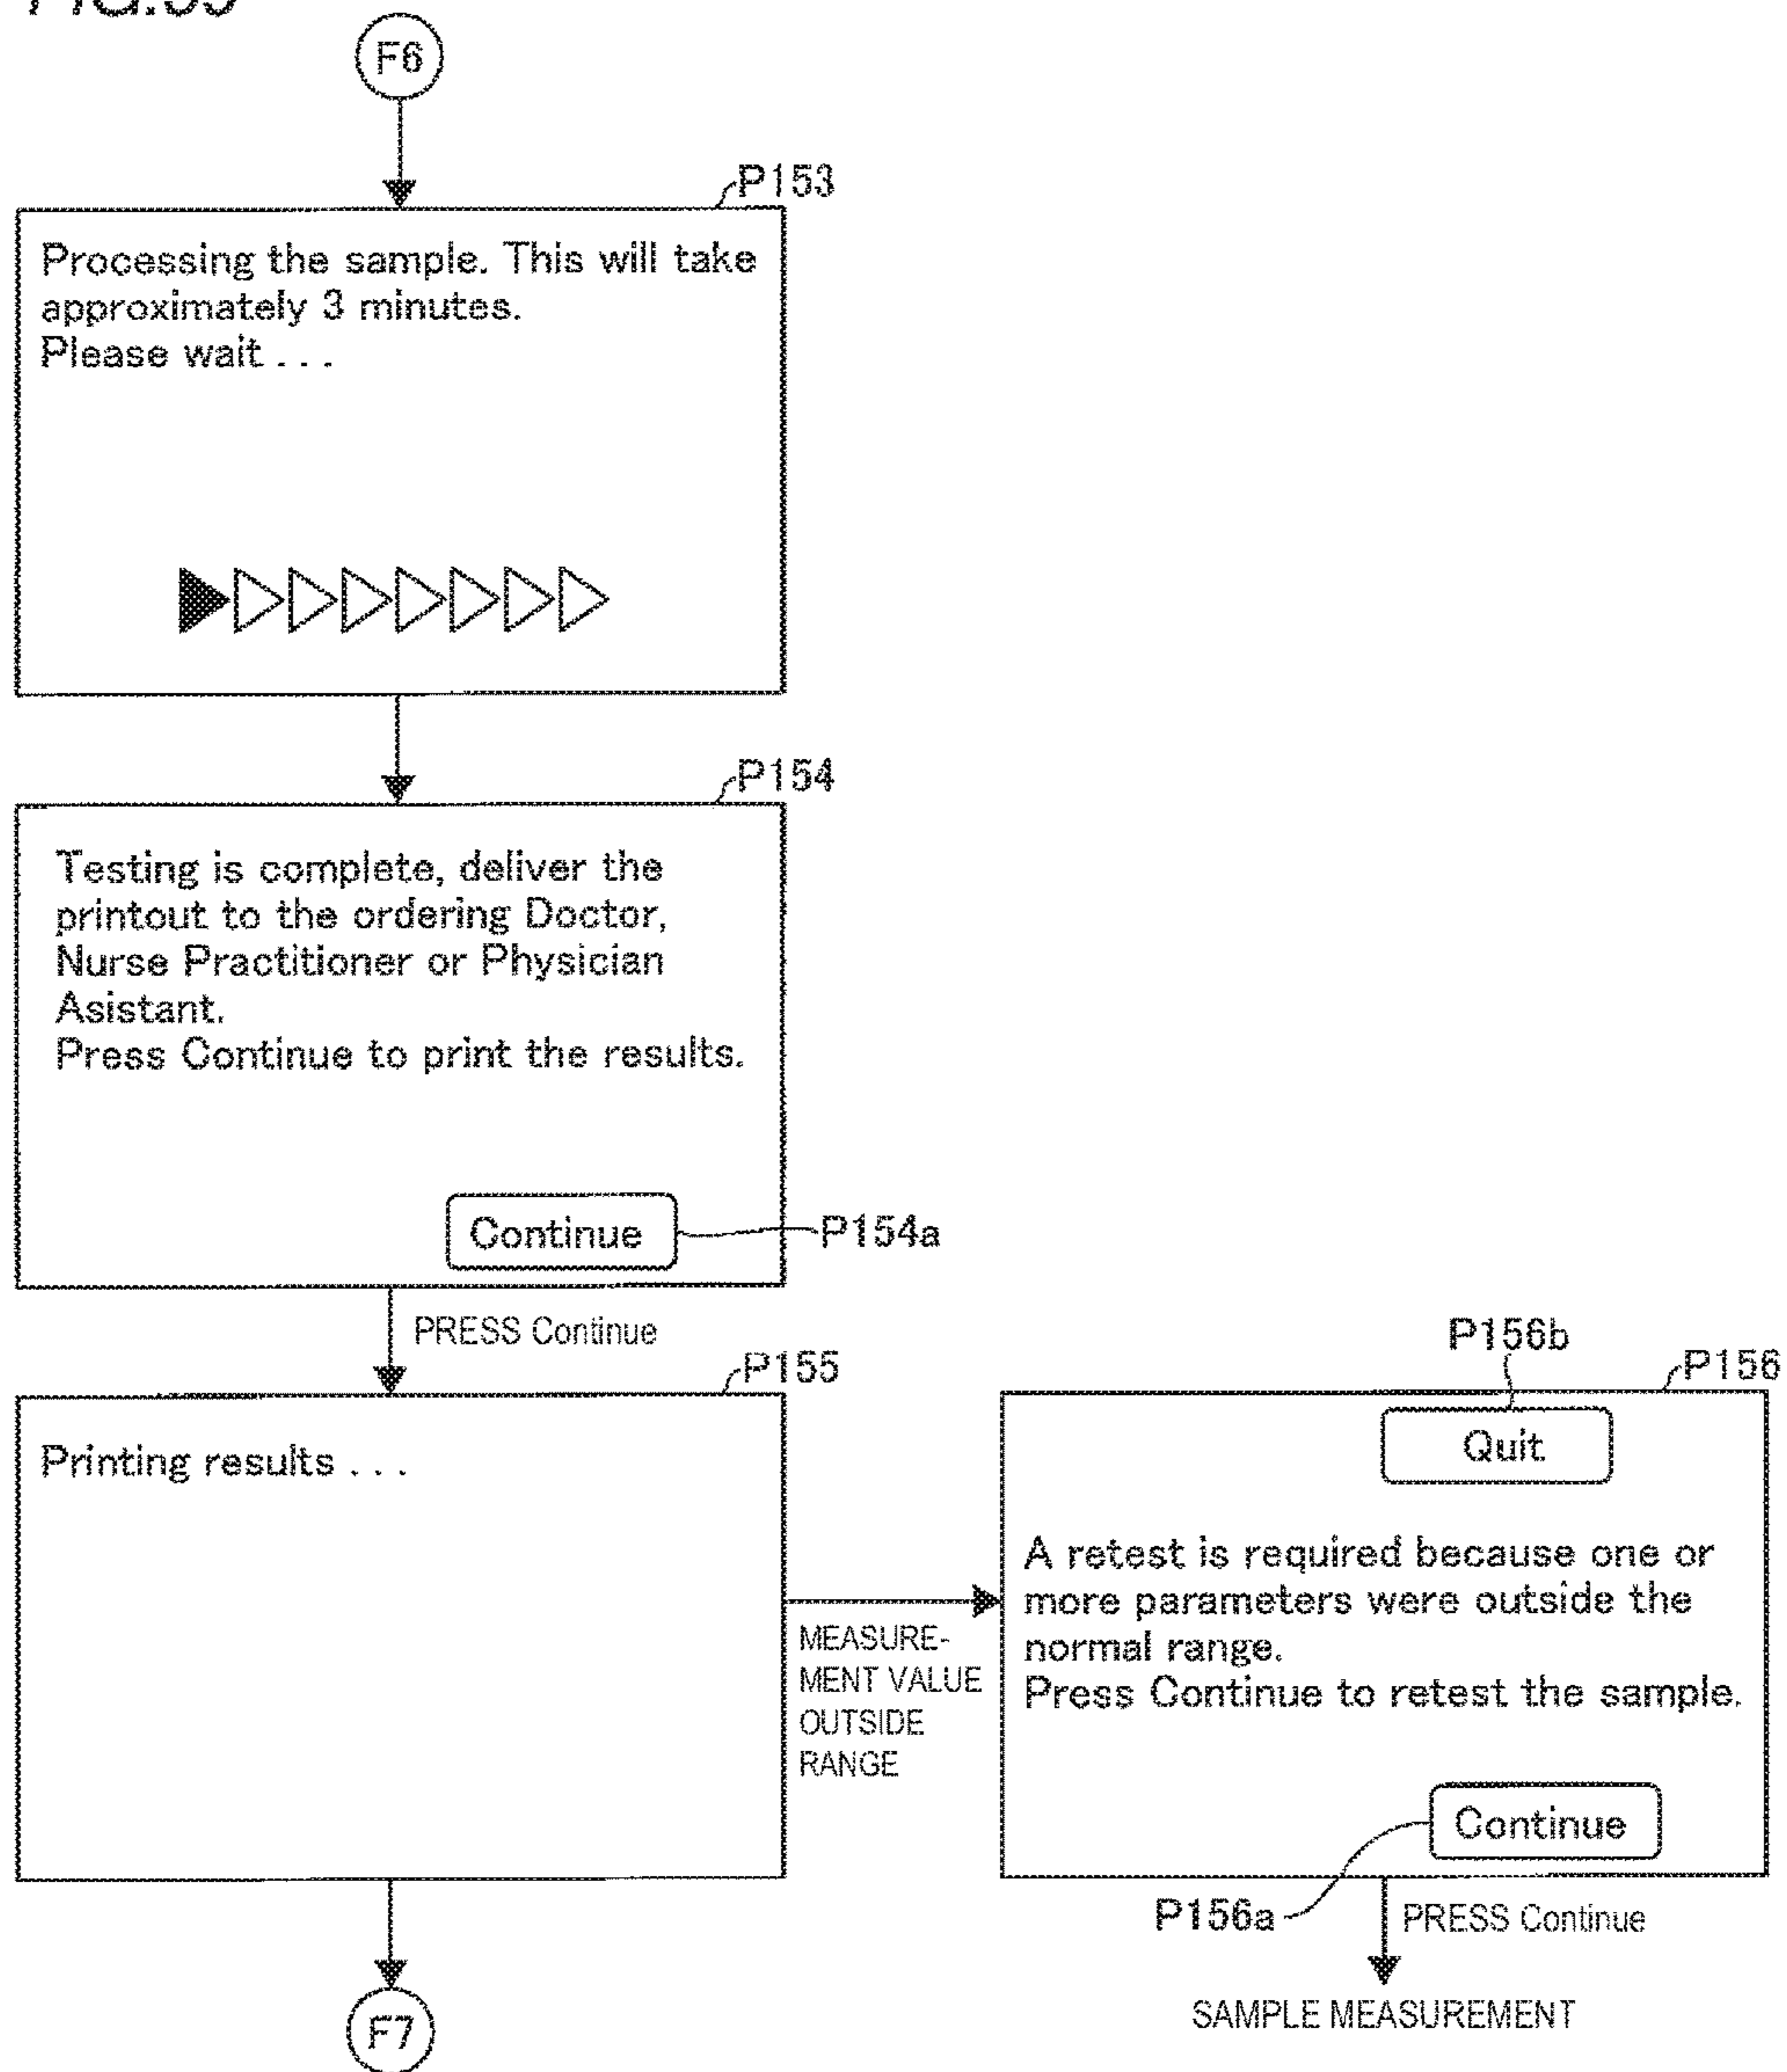 F6
P153
Processing the sample. This will take
approximately 3 minutes.
Please wait . . .
P154
Testing is complete, deliver the
printout to the ordering Doctor,
Nurse Practitioner or Physician
Asistant.
Press Continue to print the results.
Continue
P154a
PRESS Continue
P155
Printing results . . .
MEASURE-
MENT VALUE
OUTSIDE
RANGE
P156b
P156
Quit
A retest is required because one or
more parameters were outside the
normal range.
Press Continue to retest the sample.
Continue
P156a
PRESS Continue
SAMPLE MEASUREMENT
F7